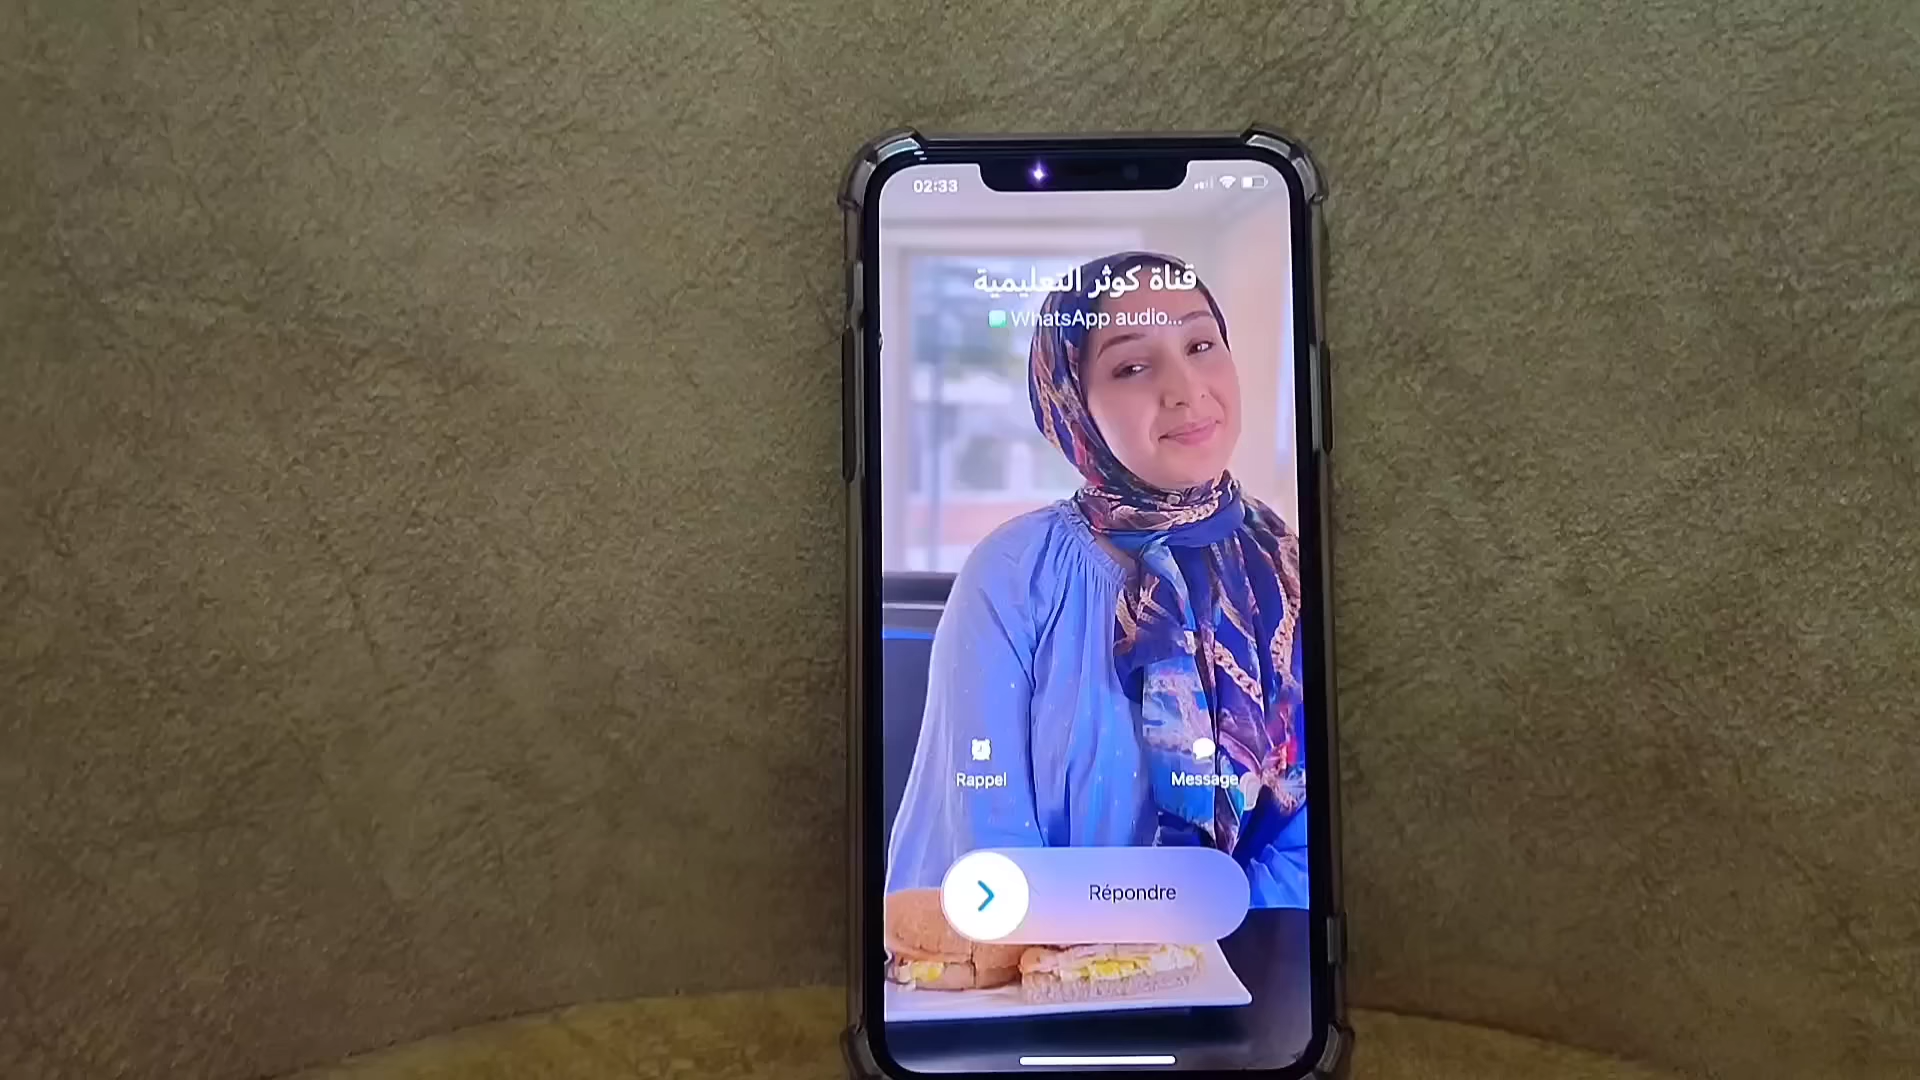 02:33
قناة كوثر التعليمية
WhatsApp audio...
Rappel
Message
Répondre